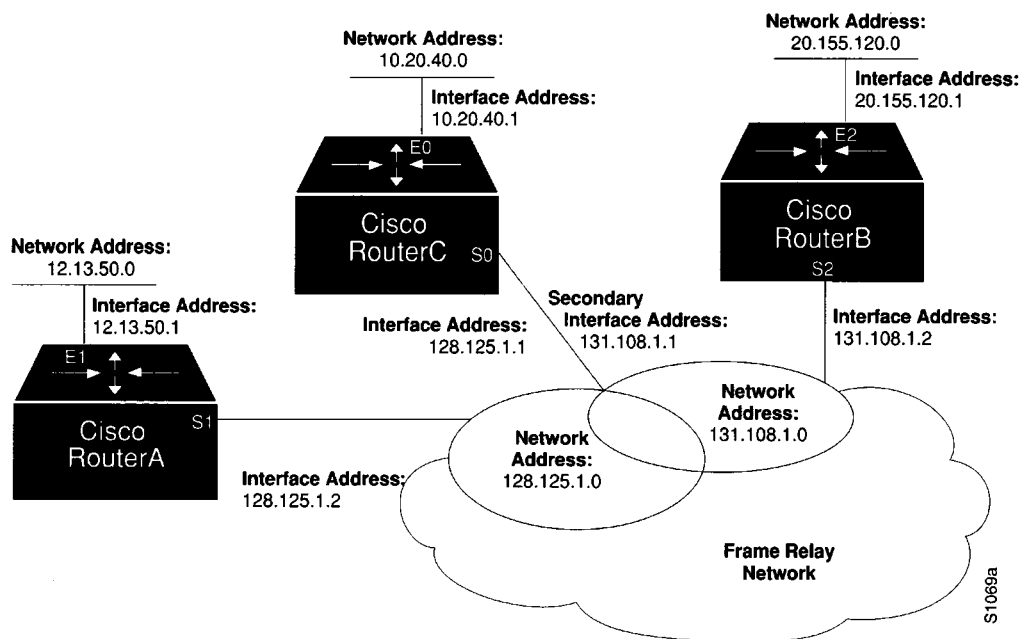 Network Address:
10.20.40.0
Interface Address:
10.20.40.1
E0
Cisco
RouterC
S0
Network Address:
20.155.120.0
Interface Address:
20.155.120.1
E2
Cisco
RouterB
S2
Network Address:
12.13.50.0
Interface Address:
12.13.50.1
E1
Cisco
RouterA
S1
Interface Address:
128.125.1.1
Secondary
Interface Address:
131.108.1.1
Interface Address:
131.108.1.2
Interface Address:
128.125.1.2
Network
Address:
128.125.1.0
Network
Address:
131.108.1.0
Frame Relay
Network
S1069a